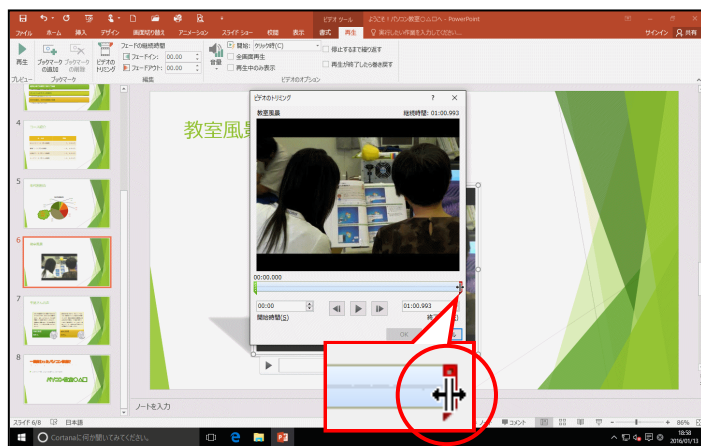 ビデオ ツール
ようこそ!パソコン教室○△□へ - PowerPoint
ファイル ホーム 挿入 デザイン 画面切り替え アニメーション スライド ショー 校閲 表示 書式 再生 実行したい作業を入力してください... サインイン 共有
再生
ブックマークの追加
ブックマークの削除
ビデオのトリミング
フェードの継続時間
フェードイン: 00.00
フェードアウト: 00.00
音量
開始: クリック時(C)
全画面再生
再生中のみ表示
停止するまで繰り返す
再生が終了したら巻き戻す
プレビュー ブックマーク 編集 ビデオのオプション
4
5
6
7
8
パソコン教室○△□
教室風景
ビデオのトリミング ? ×
教室風景 継続時間: 01:00.993
00:00.000
00:00 01:00.993
開始時間(S)
OK
ノートを入力
スライド 6/8 日本語
コメント
86%
Cortanaに何か聞いてみてください。
18:58
2016/01/13